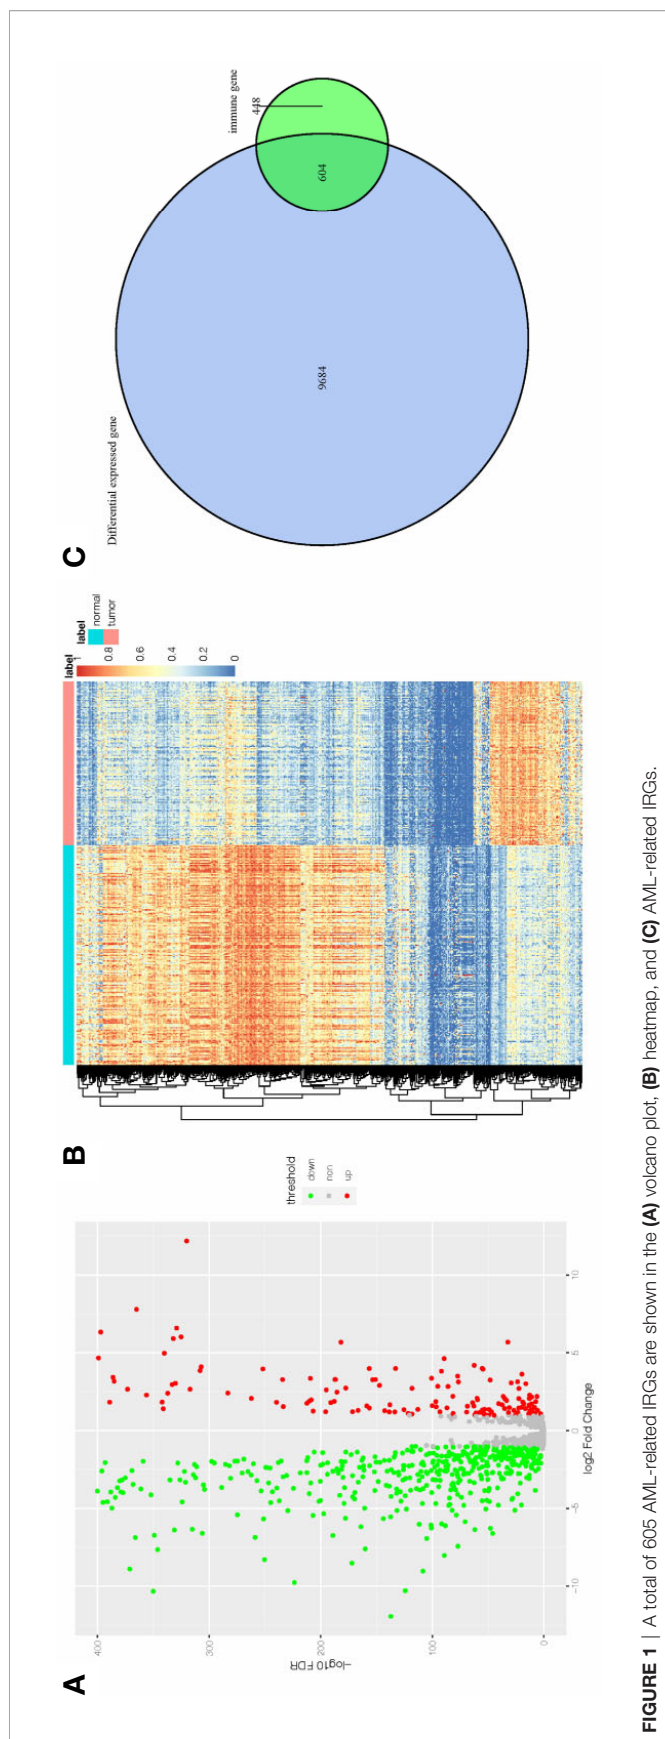 A
−log10 FDR
400
300
200
100
0
−10
−5
0
5
10
log2 Fold Change
threshold
down
non
up
B
label
1
0.8
0.6
0.4
0.2
0
label
normal
tumor
C
Differential expressed gene
immune gene
9684
604
448
FIGURE 1 | A total of 605 AML-related IRGs are shown in the (A) volcano plot, (B) heatmap, and (C) AML-related IRGs.